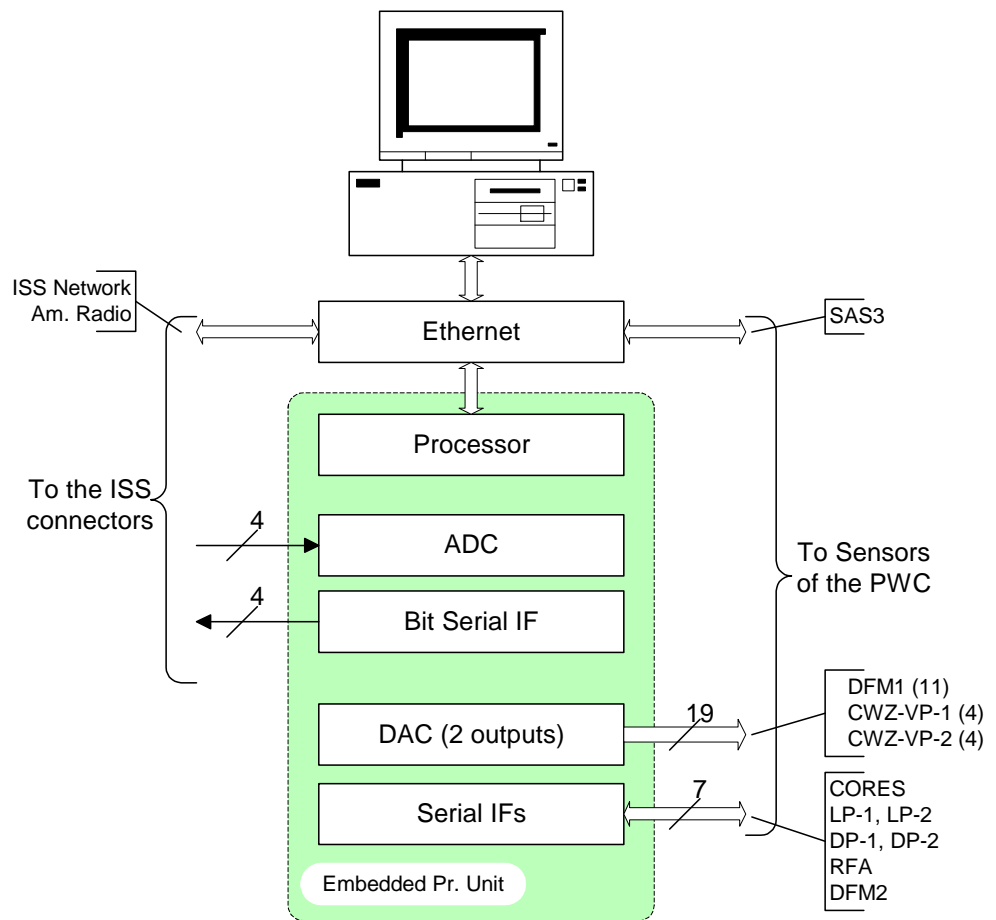 ISS Network
Am. Radio
Ethernet
SAS3
Processor
To the ISS
connectors
4
ADC
4
Bit Serial IF
To Sensors
of the PWC
DAC (2 outputs)
19
DFM1 (11)
CWZ-VP-1 (4)
CWZ-VP-2 (4)
Serial IFs
7
CORES
LP-1, LP-2
DP-1, DP-2
RFA
DFM2
Embedded Pr. Unit